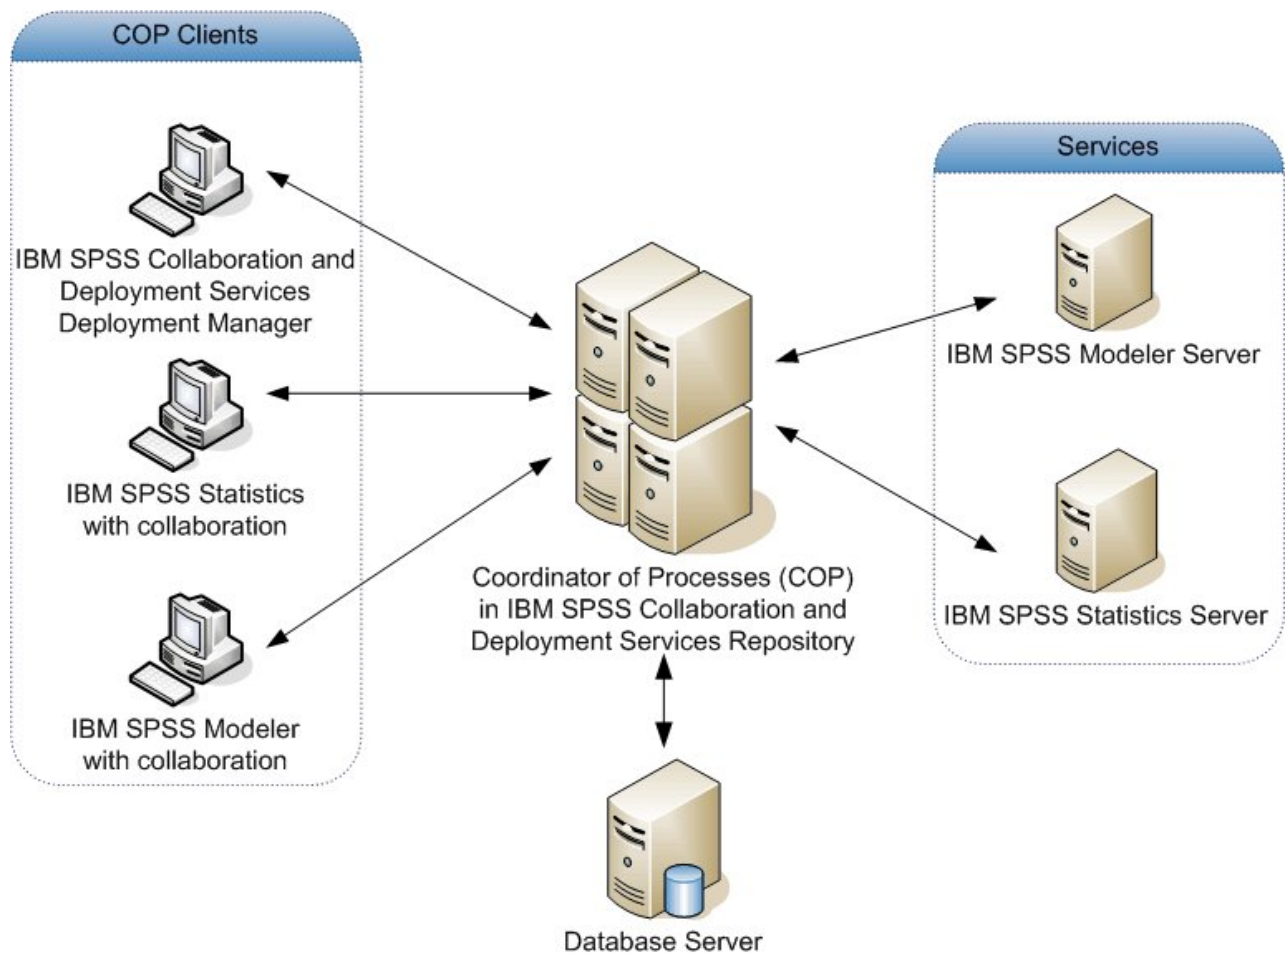 COP Clients
IBM SPSS Collaboration and
Deployment Services
Deployment Manager
IBM SPSS Statistics
with collaboration
IBM SPSS Modeler
with collaboration
Coordinator of Processes (COP)
in IBM SPSS Collaboration and
Deployment Services Repository
Database Server
Services
IBM SPSS Modeler Server
IBM SPSS Statistics Server